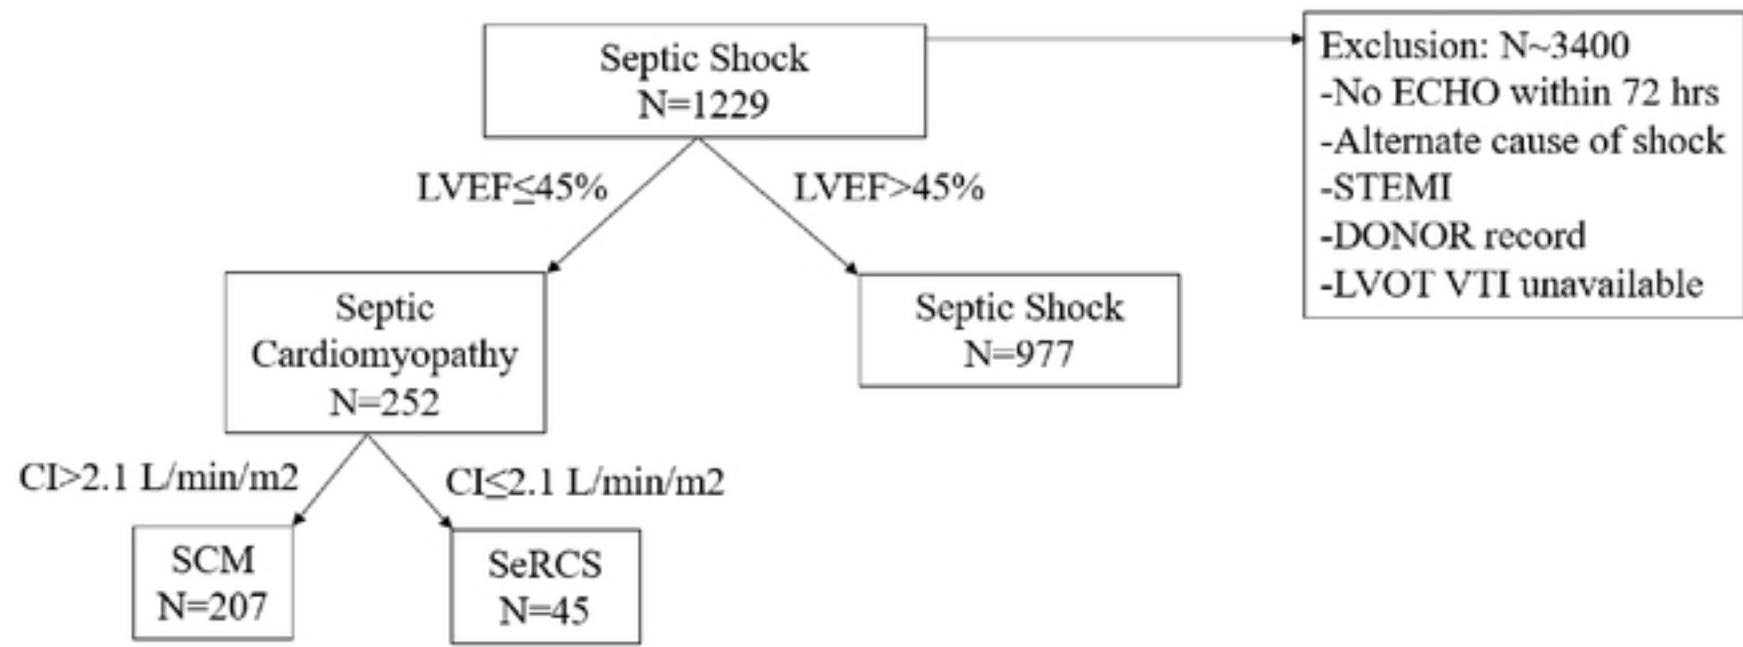 Septic Shock
N=1229
Exclusion: N~3400
-No ECHO within 72 hrs
-Alternate cause of shock
-STEMI
-DONOR record
-LVOT VTI unavailable
LVEF≤45%
LVEF>45%
Septic
Cardiomyopathy
N=252
Septic Shock
N=977
CI>2.1 L/min/m2
CI≤2.1 L/min/m2
SCM
N=207
SeRCS
N=45